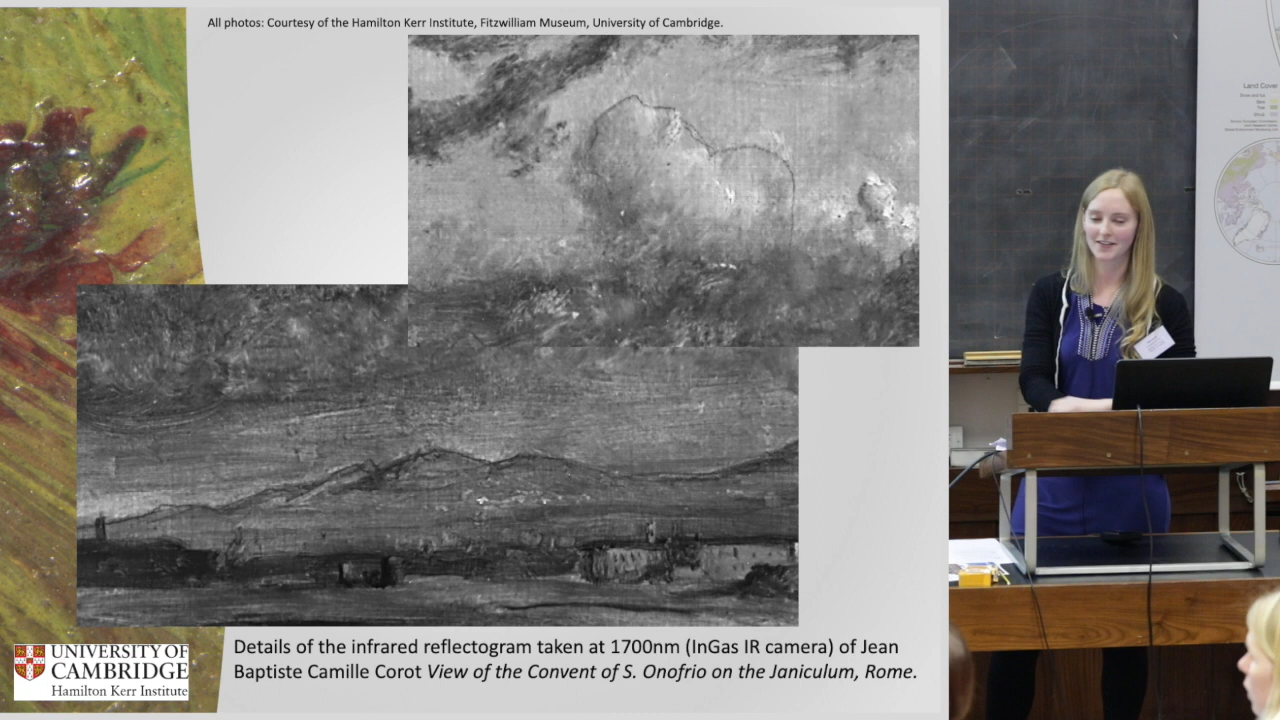 All photos: Courtesy of the Hamilton Kerr Institute, Fitzwilliam Museum, University of Cambridge.
Land Cover
Details of the infrared reflectogram taken at 1700nm (InGas IR camera) of Jean
Baptiste Camille Corot View of the Convent of S. Onofrio on the Janiculum, Rome.
UNIVERSITY OF
CAMBRIDGE
Hamilton Kerr Institute